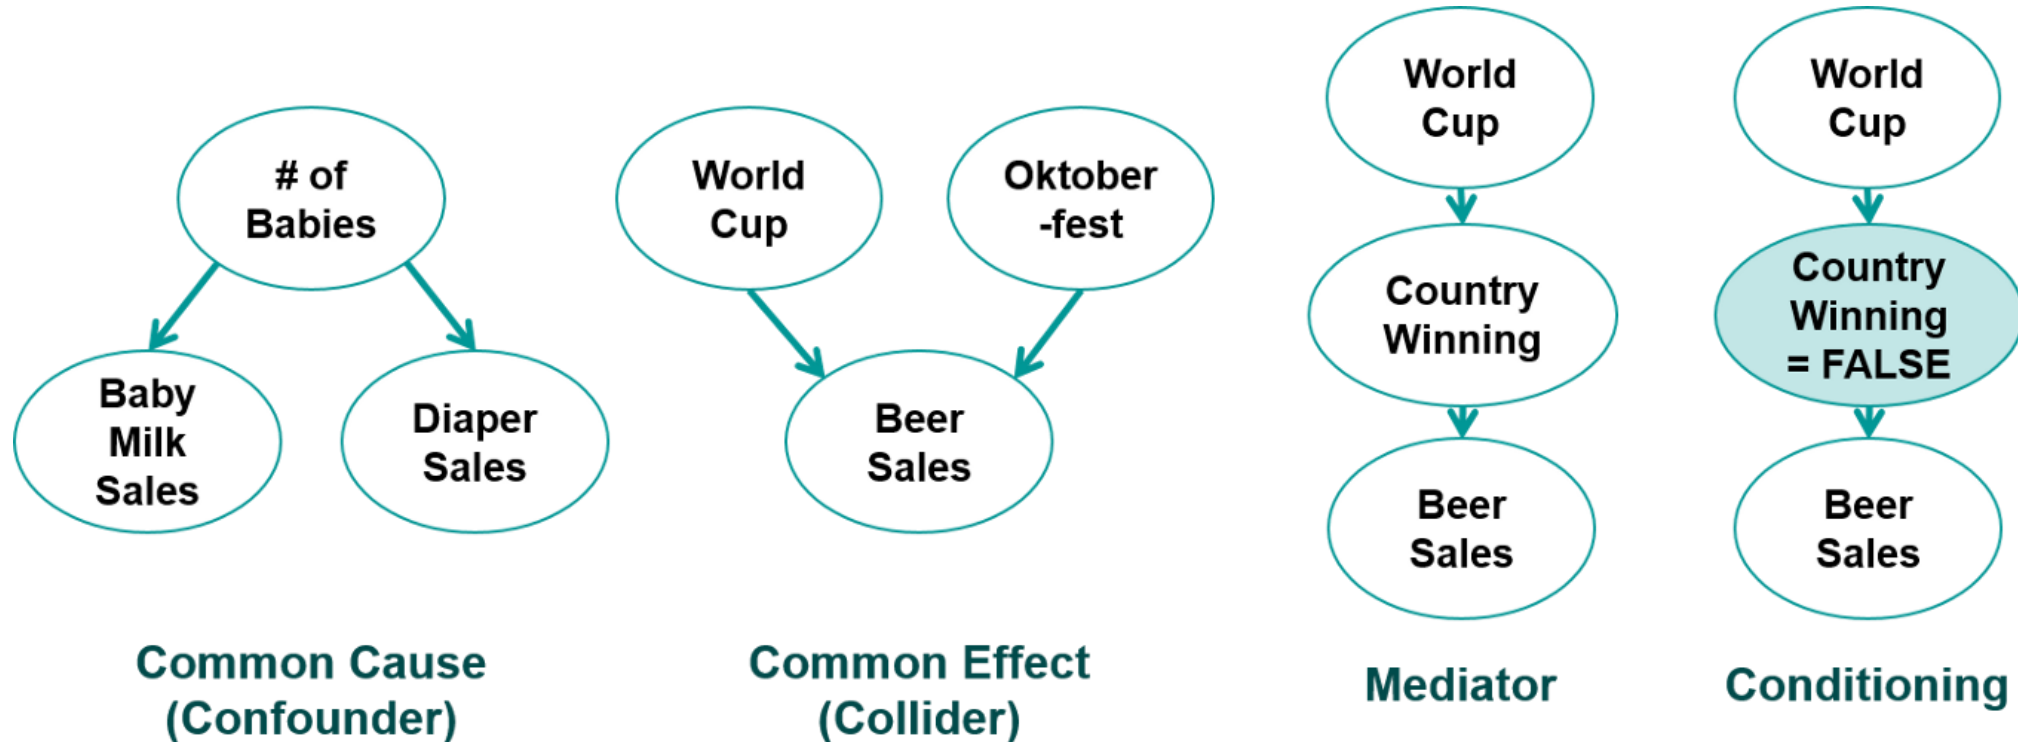 # of
Babies
Baby
Milk
Sales
Diaper
Sales
Common Cause
(Confounder)
World
Cup
Oktober
-fest
Beer
Sales
Common Effect
(Collider)
World
Cup
Country
Winning
Beer
Sales
Mediator
World
Cup
Country
Winning
= FALSE
Beer
Sales
Conditioning